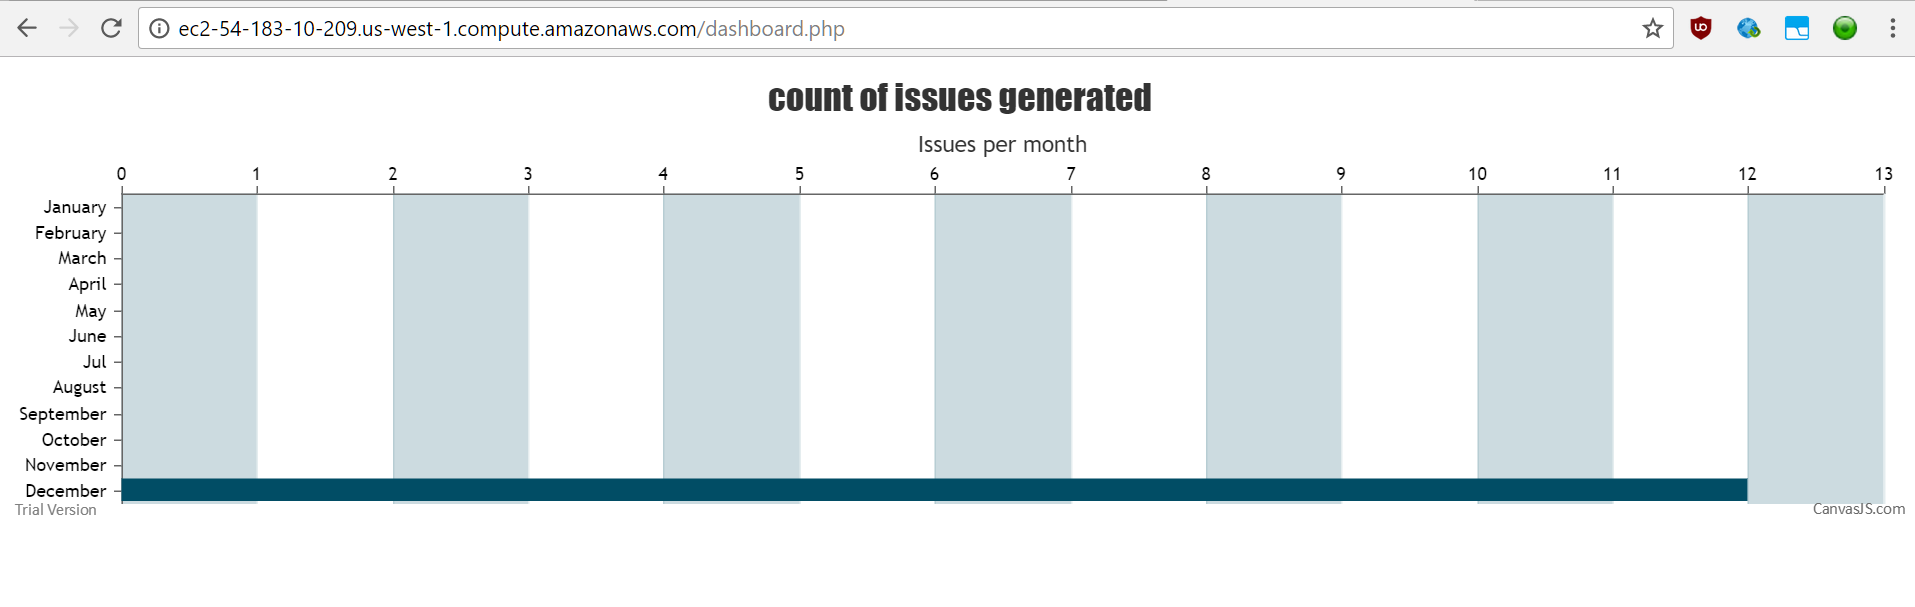 ec2-54-183-10-209.us-west-1.compute.amazonaws.com/dashboard.php
count of issues generated
Issues per month
0 1 2 3 4 5 6 7 8 9 10 11 12 13
January
February
March
April
May
June
Jul
August
September
October
November
December
Trial Version
CanvasJS.com